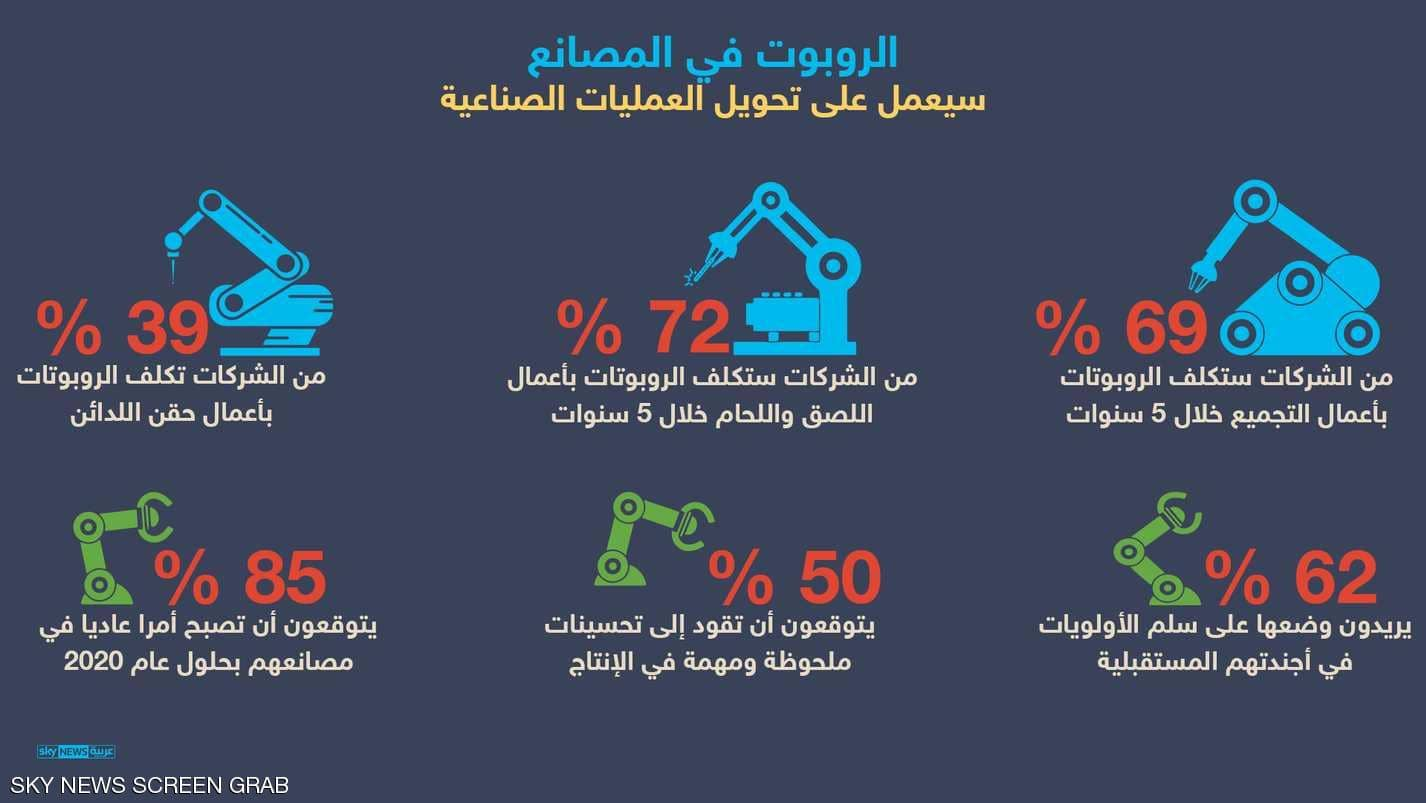 الروبوت في المصانع
سيعمل على تحويل العمليات الصناعية
69 %
من الشركات ستكلف الروبوتات
بأعمال التجميع خلال 5 سنوات
72 %
من الشركات ستكلف الروبوتات بأعمال
اللصق واللحام خلال 5 سنوات
39 %
من الشركات تكلف الروبوتات
بأعمال حقن اللدائن
62 %
يريدون وضعها على سلم الأولويات
في أجندتهم المستقبلية
50 %
يتوقعون أن تقود إلى تحسينات
ملحوظة ومهمة في الإنتاج
85 %
يتوقعون أن تصبح أمرا عاديا في
مصانعهم بحلول عام 2020
sky NEWS عربية
SKY NEWS SCREEN GRAB